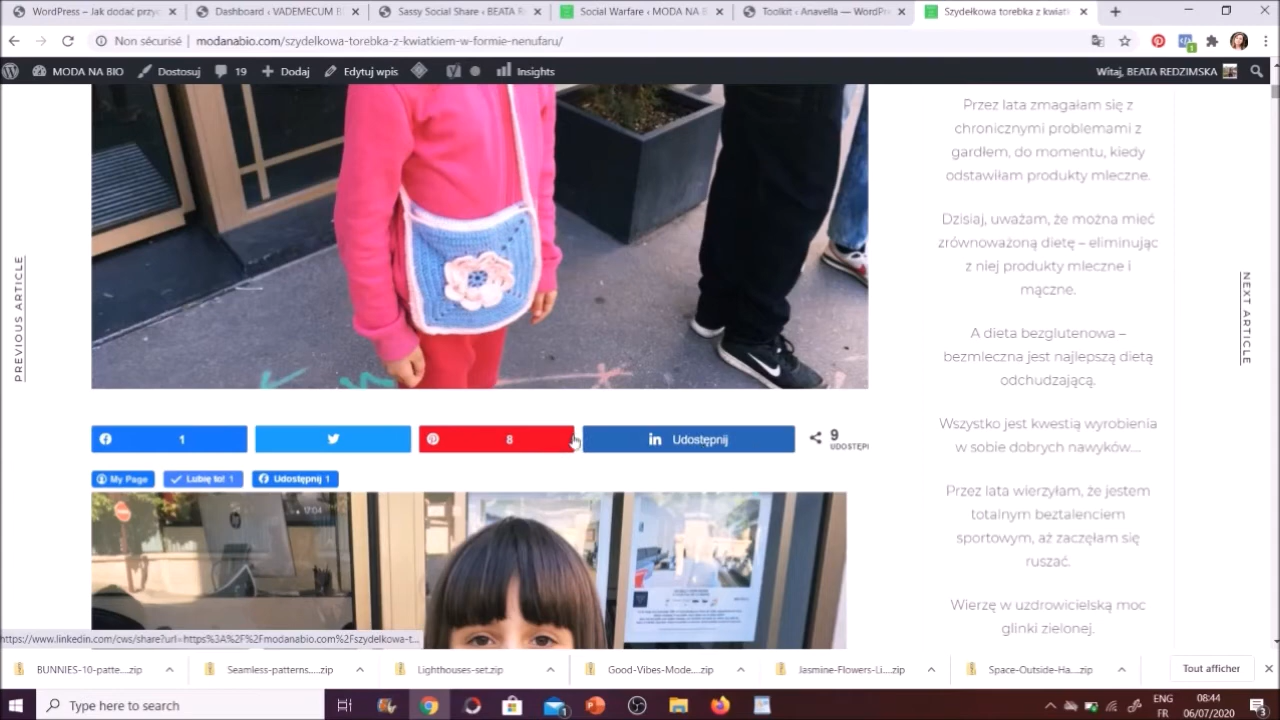 WordPress – Jak dodać przyc
Dashboard ‹ VADEMECUM B
Sassy Social Share ‹ BEATA R
Social Warfare ‹ MODA NA B
Toolkit ‹ Anavella — WordPr
Szydełkowa torebka z kwiat
Non sécurisé
modanabio.com/szydelkowa-torebka-z-kwiatkiem-w-formie-nenufaru/
MODA NA BIO
Dostosuj
19
Dodaj
Edytuj wpis
Insights
Witaj, BEATA REDZIMSKA
PREVIOUS ARTICLE
NEXT ARTICLE
Przez lata zmagałam się z
chronicznymi problemami z
gardłem, do momentu, kiedy
odstawiłam produkty mleczne.
Dzisiaj, uważam, że można mieć
zrównoważoną dietę – eliminując
z niej produkty mleczne i
mączne.
A dieta bezglutenowa –
bezmleczna jest najlepszą dietą
odchudzającą.
Wszystko jest kwestią wyrobienia
w sobie dobrych nawyków....
Przez lata wierzyłam, że jestem
totalnym beztalenciem
sportowym, aż zaczęłam się
ruszać.
Wierzę w uzdrowicielską moc
glinki zielonej.
1
8
Udostępnij
9
UDOSTĘPI
My Page
Lubię to! 1
Udostępnij 1
17:04
https://www.linkedin.com/cws/share?url=https%3A%2F%2Fmodanabio.com%2Fszydelkowa-t...
BUNNIES-10-patte....zip
Seamless-patterns....zip
Lighthouses-set.zip
Good-Vibes-Mode....zip
Jasmine-Flowers-Li....zip
Space-Outside-Ha....zip
Tout afficher
Type here to search
1
ENG
FR
08:44
06/07/2020
3